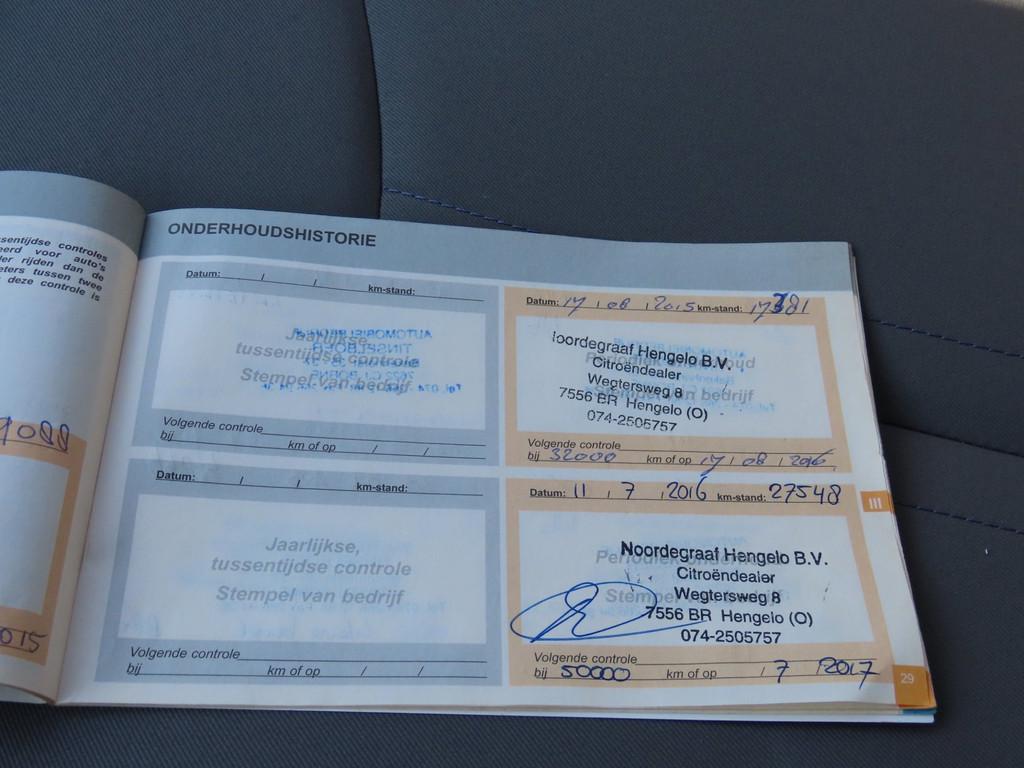 ssentijdse controles
eerd voor auto's
er rijden dan de
eters tussen twee
deze controle is
1088
015
ONDERHOUDSHISTORIE
Datum: / / km-stand:
Jaarlijkse,
tussentijdse controle
Stempel van bedrijf
Volgende controle
bij km of op / /
Datum: 17 / 08 / 2015 km-stand: 17381
Noordegraaf Hengelo B.V.
Citroëndealer
Wegtersweg 8
7556 BR Hengelo (O)
074-2505757
Volgende controle
bij 32000 km of op 17 / 08 / 2016
Datum: / / km-stand:
Jaarlijkse,
tussentijdse controle
Stempel van bedrijf
Volgende controle
bij km of op / /
Datum: 11 / 7 / 2016 km-stand: 27548
Noordegraaf Hengelo B.V.
Citroëndealer
Wegtersweg 8
7556 BR Hengelo (O)
074-2505757
Volgende controle
bij 50000 km of op / 7 / 2017
III
29